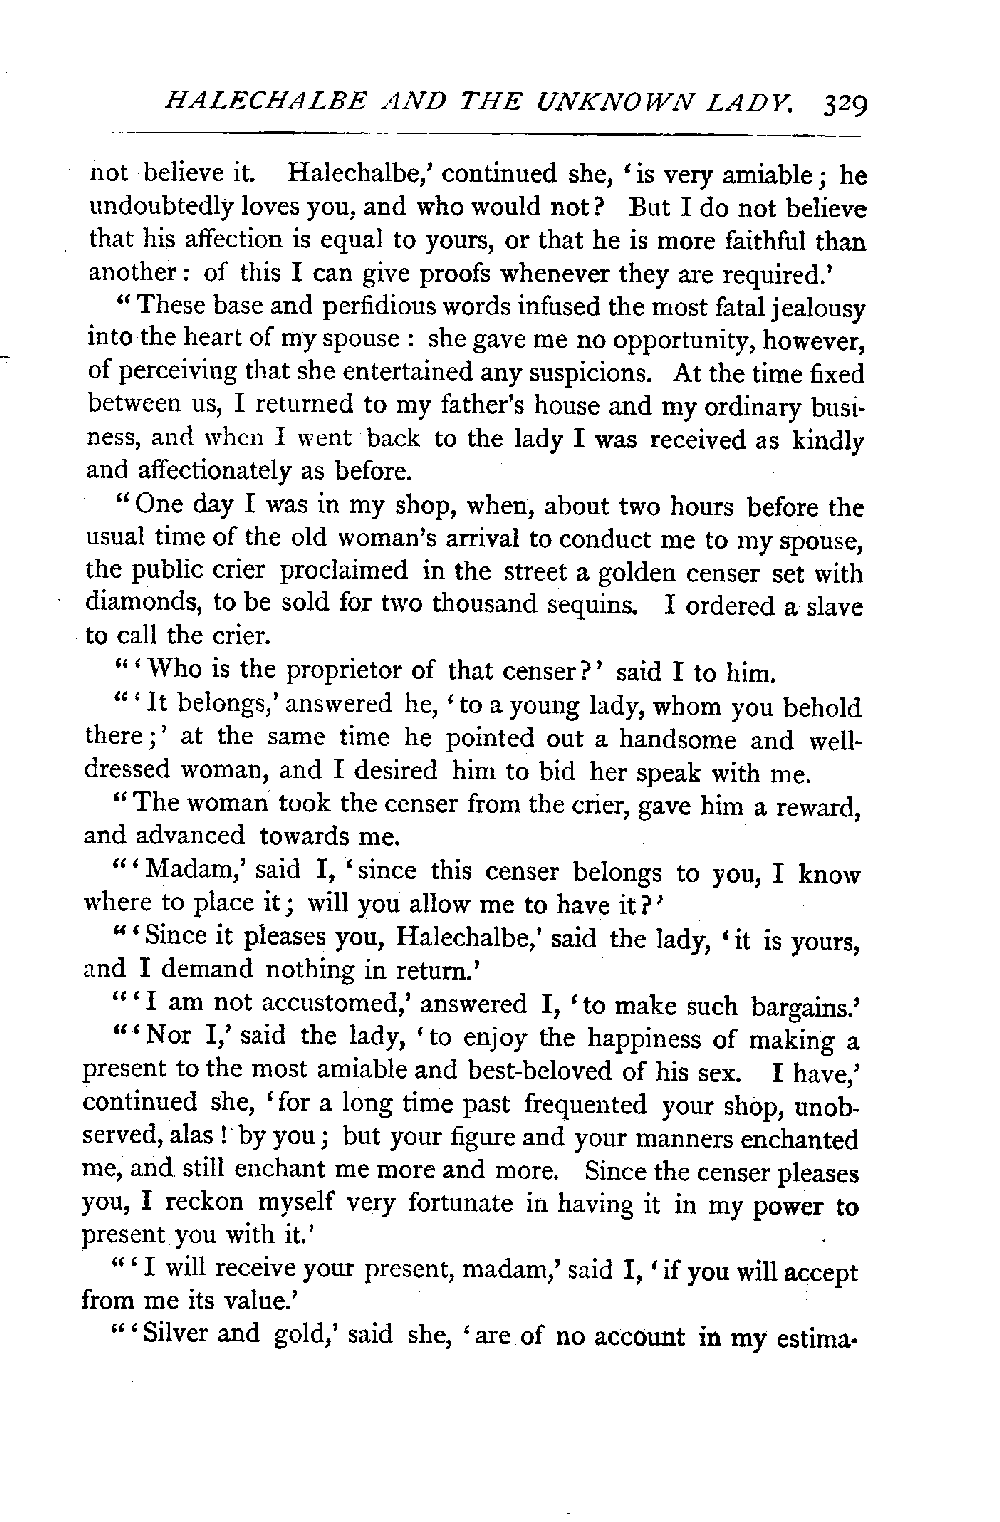 HALECHALBE AND THE UNKNOWN LADY. 329
not believe it. Halechalbe,’ continued she, ‘is very amiable; he
undoubtedly loves you, and who would not? But I do not believe
that his affection is equal to yours, or that he is more faithful than
another: of this I can give proofs whenever they are required.’
“These base and perfidious words infused the most fatal jealousy
into the heart of my spouse: she gave me no opportunity, however,
of perceiving that she entertained any suspicions. At the time fixed
between us, I returned to my father's house and my ordinary busi-
ness, and when I went back to the lady I was received as kindly
and affectionately as before.
“One day I was in my shop, when, about two hours before the
usual time of the old woman's arrival to conduct me to my spouse,
the public crier proclaimed in the street a golden censer set with
diamonds, to be sold for two thousand sequins. I ordered a slave
to call the crier.
“‘Who is the proprietor of that censer?’ said I to him.
“‘It belongs,’ answered he, ‘to a young lady, whom you behold
there;’ at the same time he pointed out a handsome and well-
dressed woman, and I desired him to bid her speak with me.
“The woman took the censer from the crier, gave him a reward,
and advanced towards me.
“‘Madam,’ said I, ‘since this censer belongs to you, I know
where to place it; will you allow me to have it?’
“‘Since it pleases you, Halechalbe,’ said the lady, ‘it is yours,
and I demand nothing in return.’
“‘I am not accustomed,’ answered I, ‘to make such bargains.’
“‘Nor I,’ said the lady, ‘to enjoy the happiness of making a
present to the most amiable and best-beloved of his sex. I have,’
continued she, ‘for a long time past frequented your shop, unob-
served, alas! by you; but your figure and your manners enchanted
me, and still enchant me more and more. Since the censer pleases
you, I reckon myself very fortunate in having it in my power to
present you with it.’
“‘I will receive your present, madam,’ said I, ‘if you will accept
from me its value.’
“‘Silver and gold,’ said she, ‘are of no account in my estima-